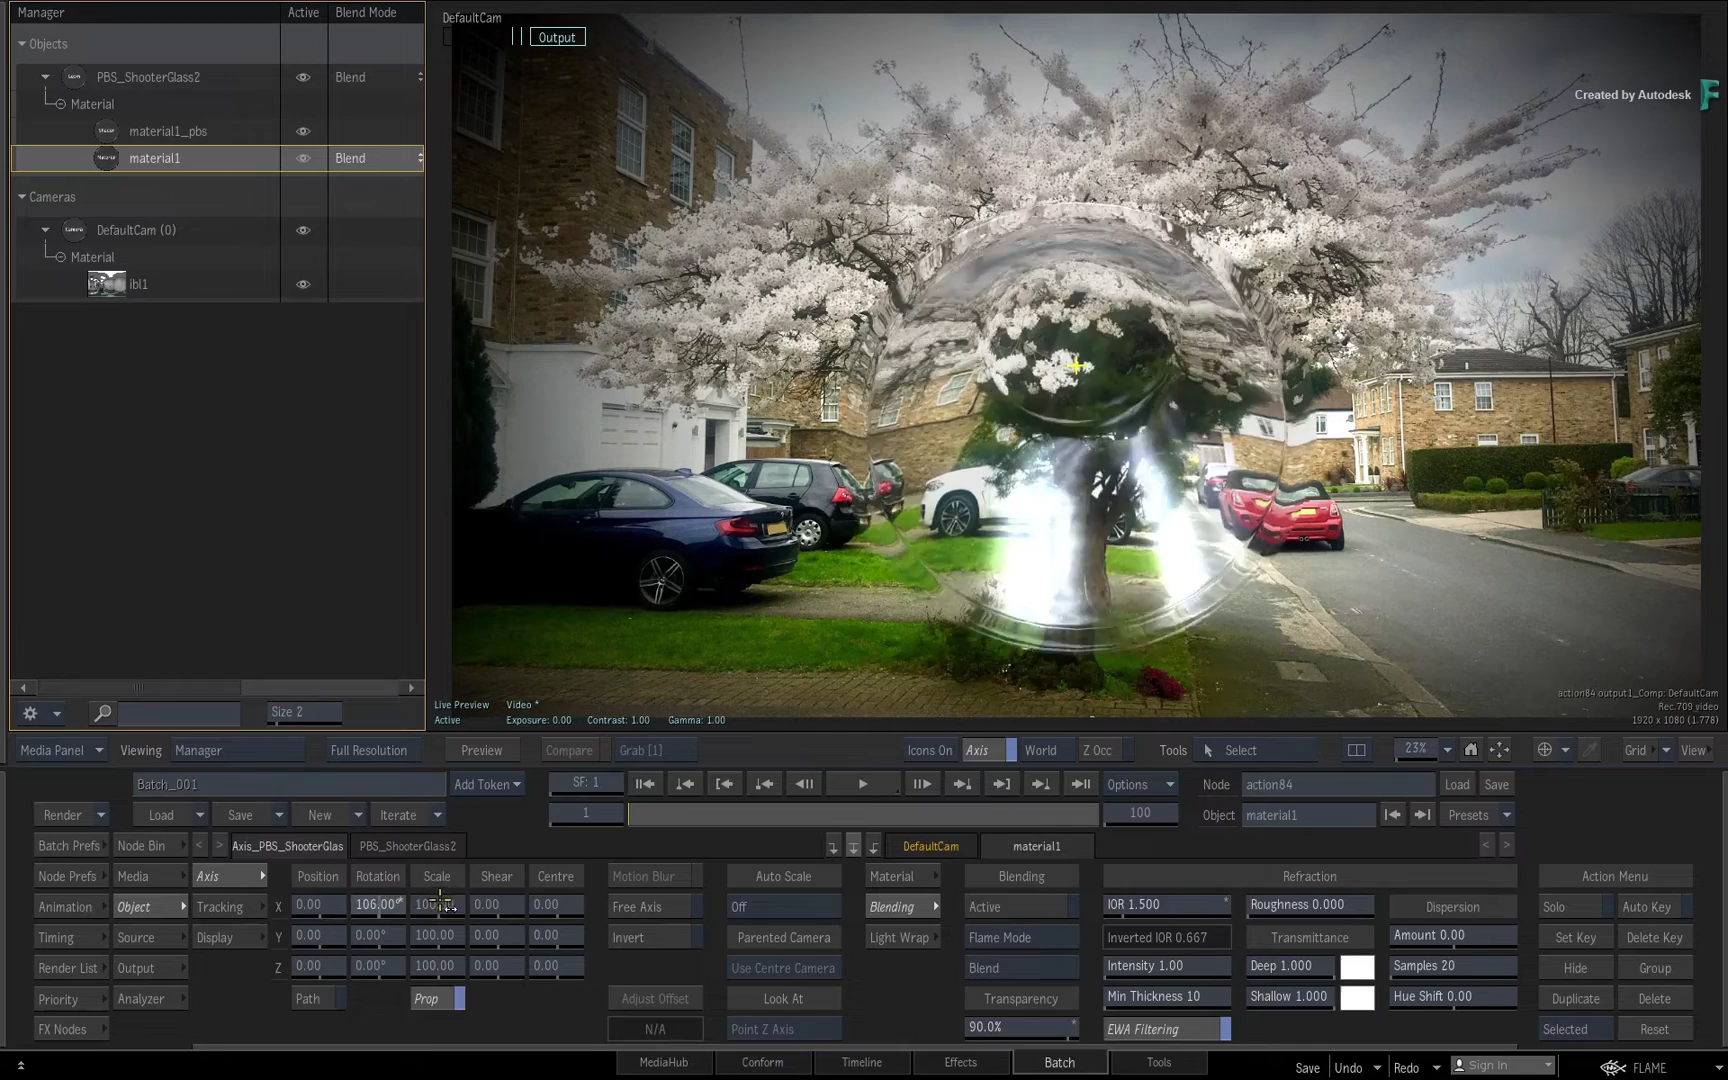 Manager Active Blend Mode
Objects
PBS_ShooterGlass2 Blend
Material
material1_pbs
material1 Blend
Cameras
DefaultCam (0)
Material
ibl1
Size 2
DefaultCam
Output
Created by Autodesk
Live Preview Video *
Active Exposure: 0.00 Contrast: 1.00 Gamma: 1.00
action84 output1_Comp: DefaultCam
Rec.709 video
1920 x 1080 (1.778)
Media Panel Viewing Manager Full Resolution Preview Compare Grab [1] Icons On Axis World Z Occ Tools Select 23% Grid View
Batch_001 Add Token SF: 1 Options Node action84 Load Save
Render Load Save New Iterate 1 100 Object material1 Presets
Batch Prefs Node Bin < > Axis_PBS_ShooterGlas PBS_ShooterGlass2 DefaultCam material1 < >
Node Prefs Media Axis Position Rotation Scale Shear Centre Motion Blur Auto Scale Material Blending Refraction Action Menu
Animation Object Tracking X 0.00 106.00° 0.00 0.00 Free Axis Off Blending Active IOR 1.500 Roughness 0.000 Dispersion Solo Auto Key
Timing Source Display Y 0.00 0.00° 100.00 0.00 0.00 Invert Parented Camera Light Wrap Flame Mode Inverted IOR 0.667 Transmittance Amount 0.00 Set Key Delete Key
Render List Output Z 0.00 0.00° 100.00 0.00 0.00 Use Centre Camera Blend Intensity 1.00 Deep 1.000 Samples 20 Hide Group
Priority Analyzer Path Prop Adjust Offset Look At Transparency Min Thickness 10 Shallow 1.000 Hue Shift 0.00 Duplicate Delete
FX Nodes N/A Point Z Axis 90.0% EWA Filtering Selected Reset
MediaHub Conform Timeline Effects Batch Tools Save Undo Redo Sign In FLAME